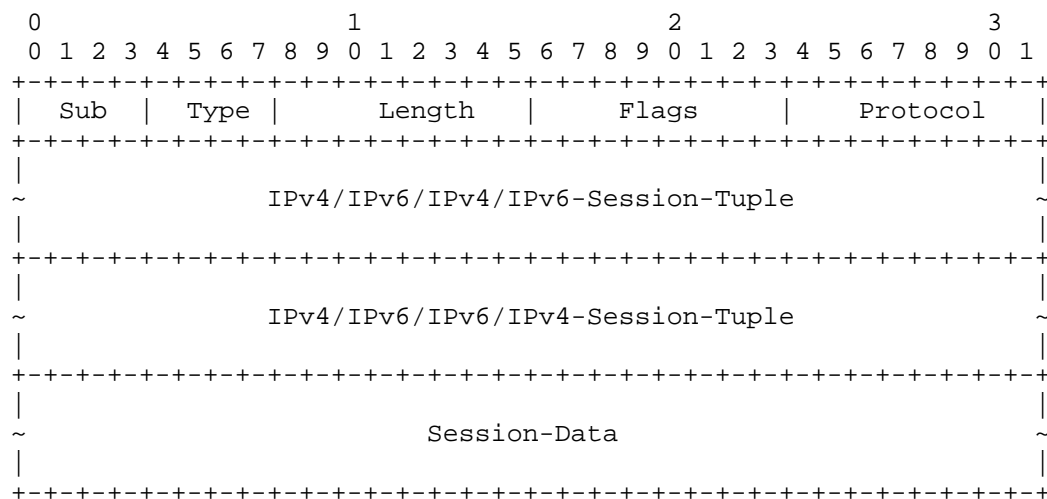 0                   1                   2                   3
 0 1 2 3 4 5 6 7 8 9 0 1 2 3 4 5 6 7 8 9 0 1 2 3 4 5 6 7 8 9 0 1
+-+-+-+-+-+-+-+-+-+-+-+-+-+-+-+-+-+-+-+-+-+-+-+-+-+-+-+-+-+-+-+-+
|  Sub  |  Type |      Length   |     Flags     |    Protocol   |
+-+-+-+-+-+-+-+-+-+-+-+-+-+-+-+-+-+-+-+-+-+-+-+-+-+-+-+-+-+-+-+-+
|                                                               |
~               IPv4/IPv6/IPv4/IPv6-Session-Tuple               ~
|                                                               |
+-+-+-+-+-+-+-+-+-+-+-+-+-+-+-+-+-+-+-+-+-+-+-+-+-+-+-+-+-+-+-+-+
|                                                               |
~               IPv4/IPv6/IPv6/IPv4-Session-Tuple               ~
|                                                               |
+-+-+-+-+-+-+-+-+-+-+-+-+-+-+-+-+-+-+-+-+-+-+-+-+-+-+-+-+-+-+-+-+
|                                                               |
~                         Session-Data                          ~
|                                                               |
+-+-+-+-+-+-+-+-+-+-+-+-+-+-+-+-+-+-+-+-+-+-+-+-+-+-+-+-+-+-+-+-+